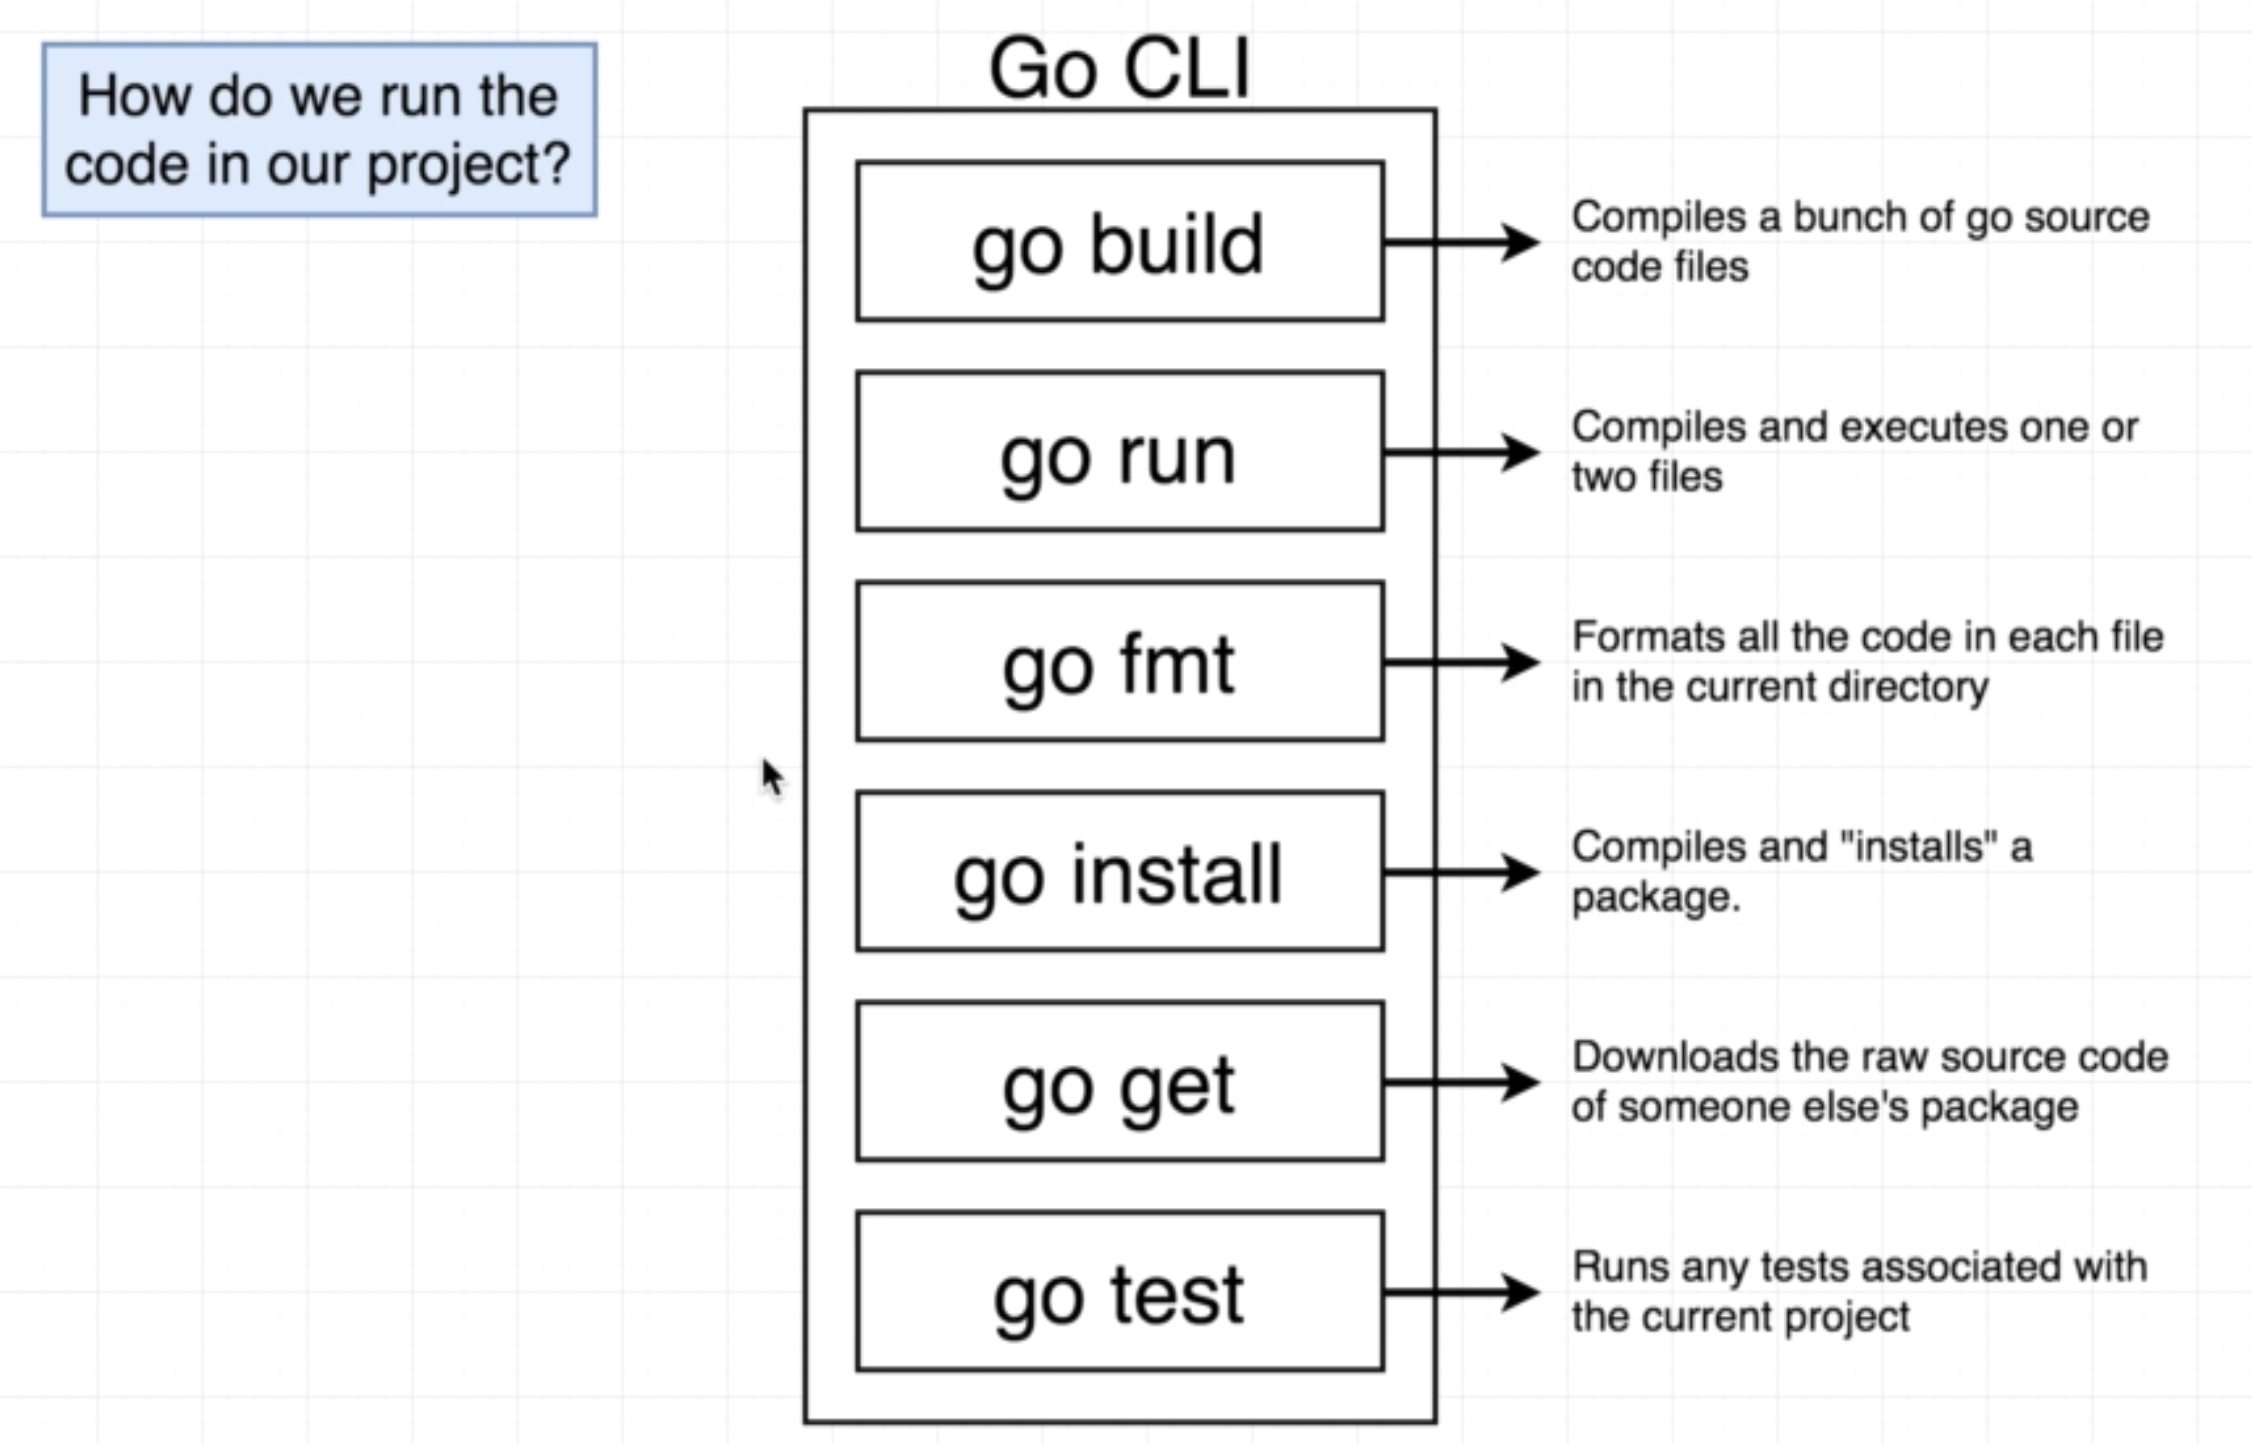 How do we run the
code in our project?
Go CLI
go build
Compiles a bunch of go source
code files
go run
Compiles and executes one or
two files
go fmt
Formats all the code in each file
in the current directory
go install
Compiles and "installs" a
package.
go get
Downloads the raw source code
of someone else's package
go test
Runs any tests associated with
the current project